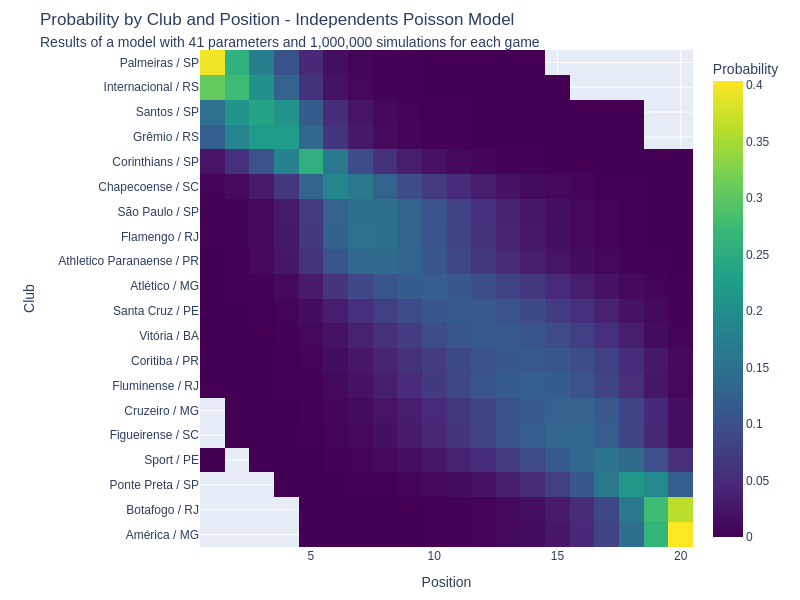 Probability by Club and Position - Independents Poisson Model
Results of a model with 41 parameters and 1,000,000 simulations for each game
Probability
Palmeiras / SP
Internacional / RS
Santos / SP
Grêmio / RS
Corinthians / SP
Chapecoense / SC
São Paulo / SP
Flamengo / RJ
Athletico Paranaense / PR
Atlético / MG
Santa Cruz / PE
Vitória / BA
Coritiba / PR
Fluminense / RJ
Cruzeiro / MG
Figueirense / SC
Sport / PE
Ponte Preta / SP
Botafogo / RJ
América / MG
Club
5
10
15
20
Position
0.4
0.35
0.3
0.25
0.2
0.15
0.1
0.05
0